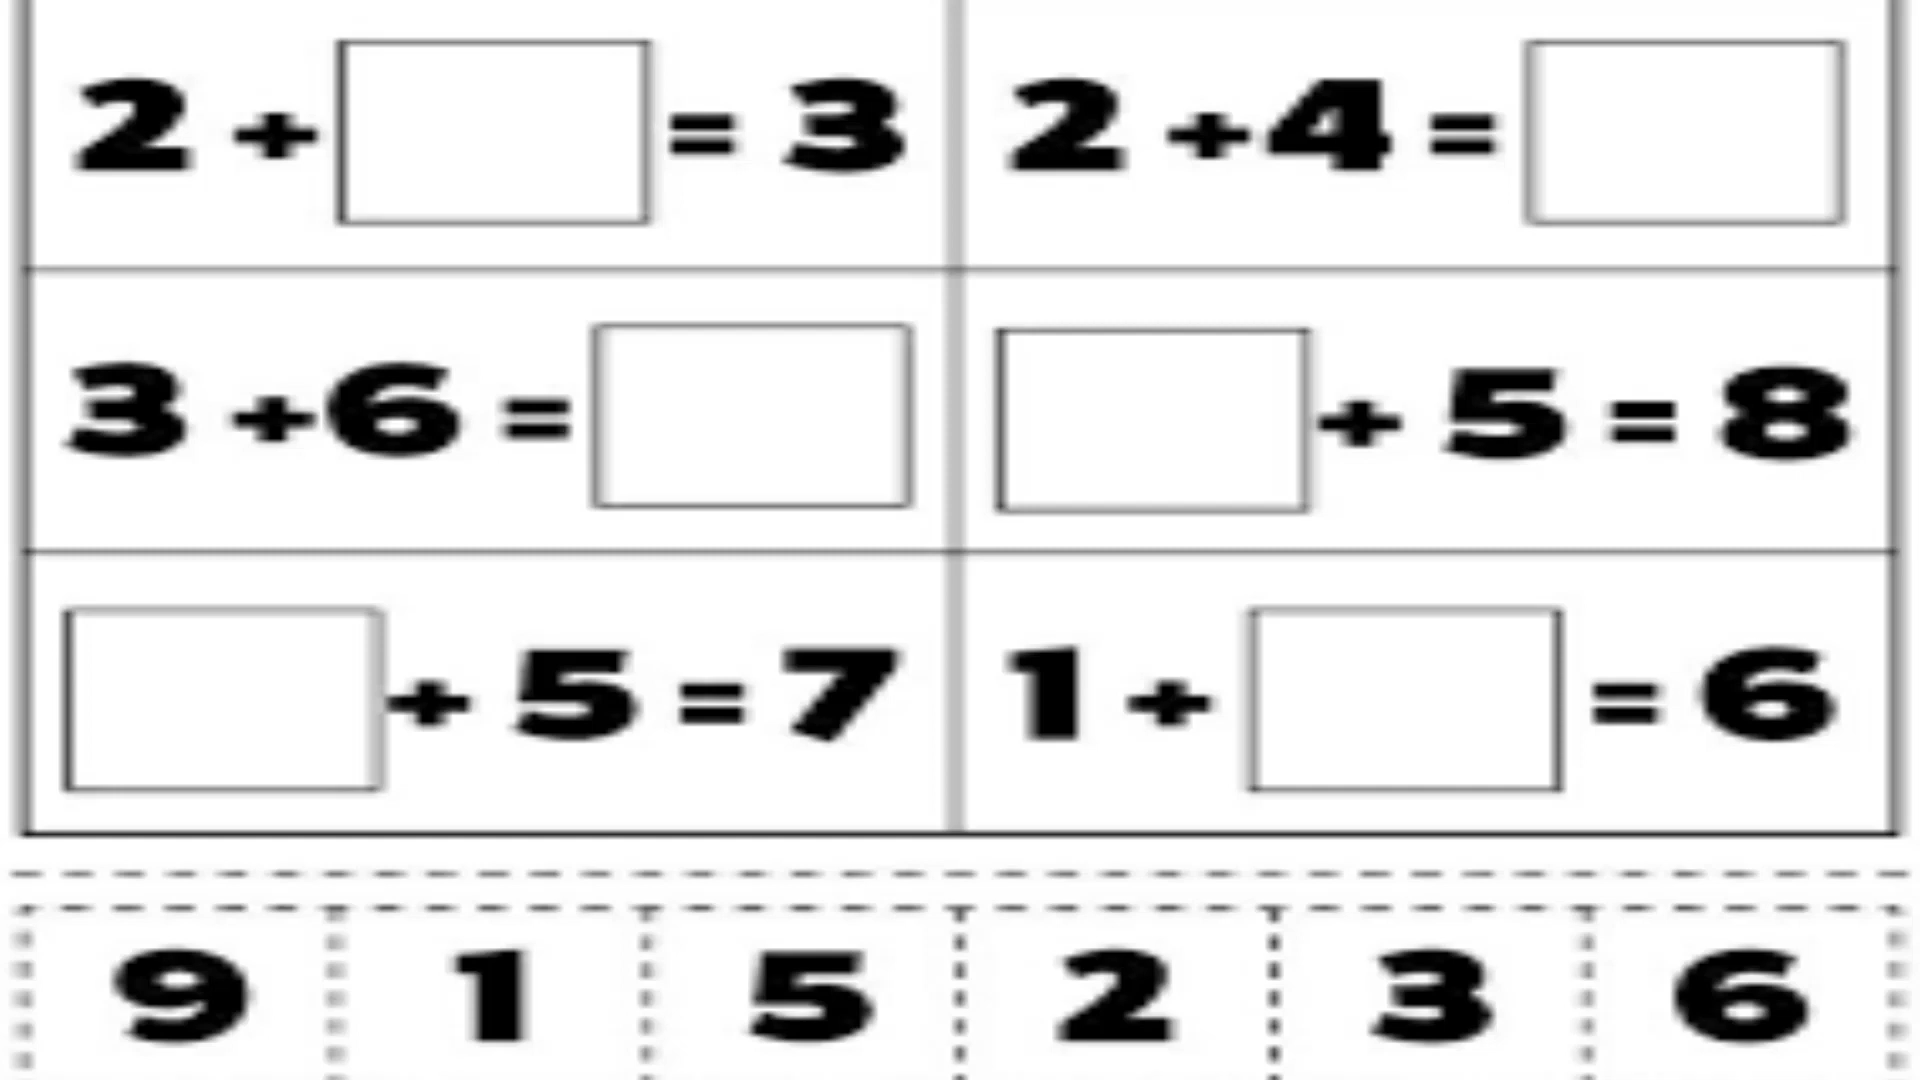 2 + = 3 2 + 4 =
3 + 6 = + 5 = 8
+ 5 = 7 1 + = 6
9 1 5 2 3 6